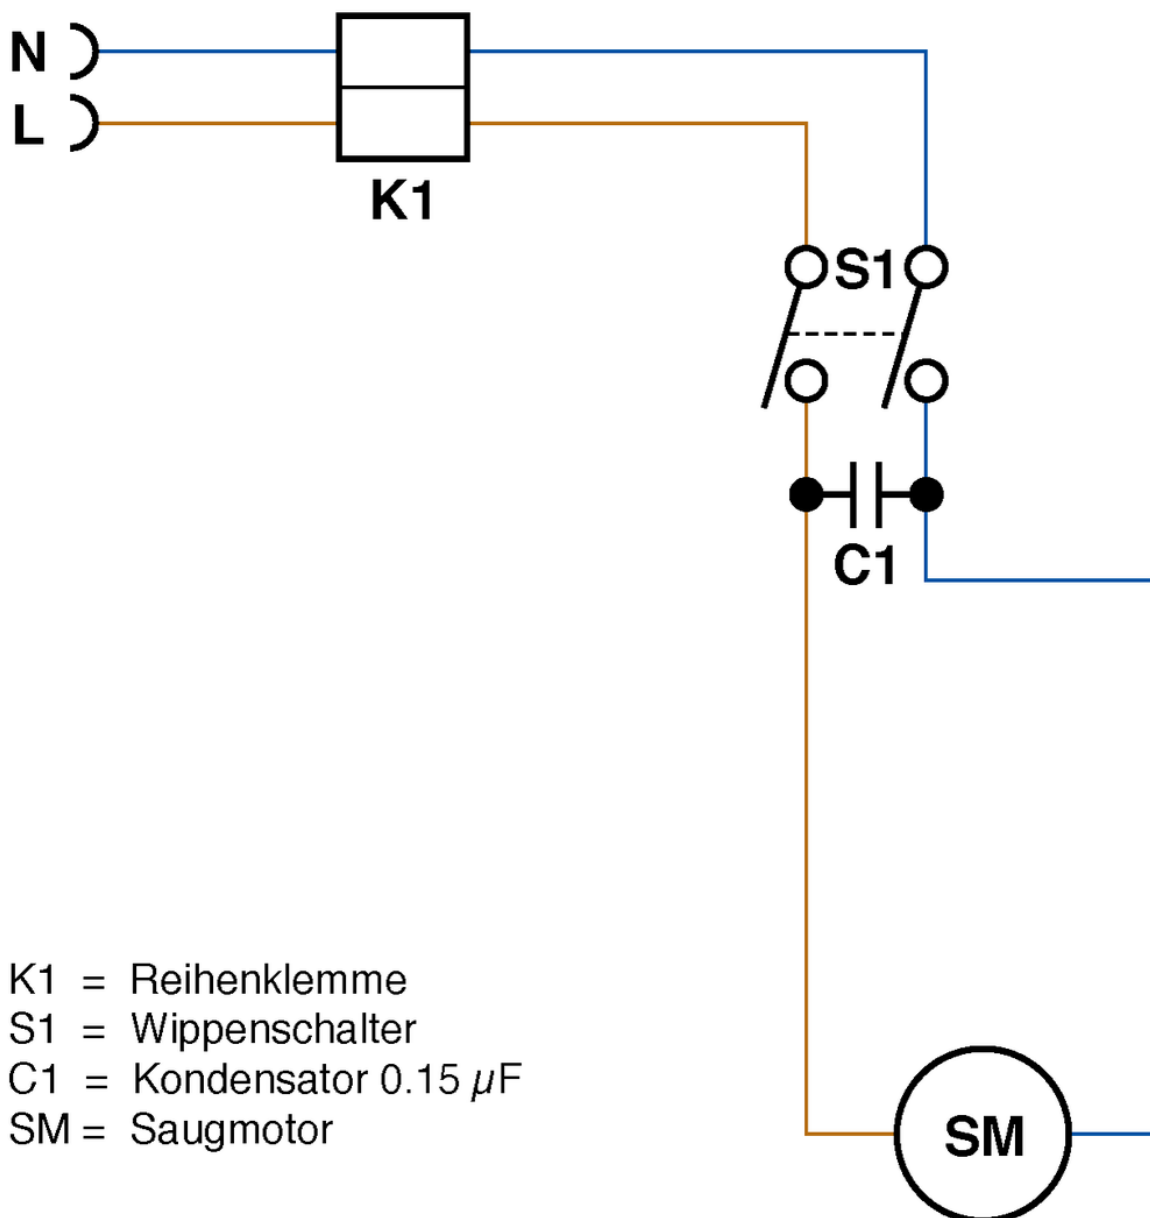 N
L
K1
S1
C1
K1 = Reihenklemme
S1 = Wippenschalter
C1 = Kondensator 0.15 µF
SM = Saugmotor
SM